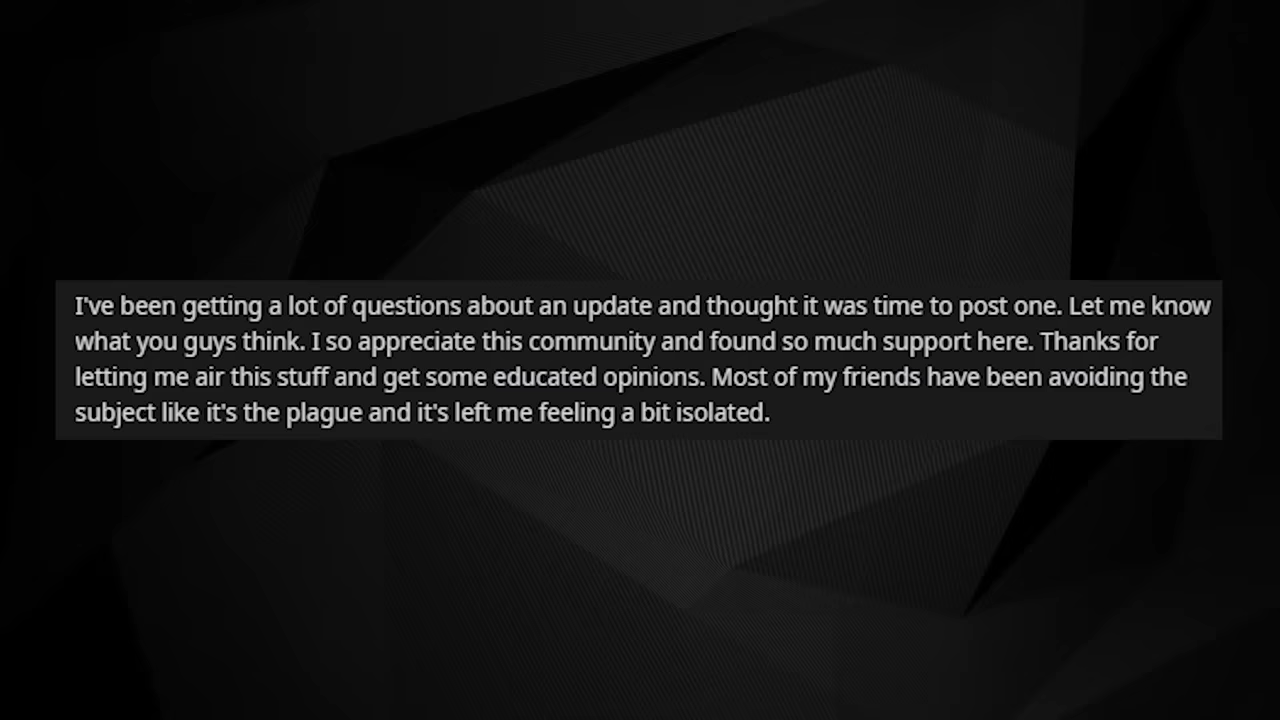 I've been getting a lot of questions about an update and thought it was time to post one. Let me know
what you guys think. I so appreciate this community and found so much support here. Thanks for
letting me air this stuff and get some educated opinions. Most of my friends have been avoiding the
subject like it's the plague and it's left me feeling a bit isolated.